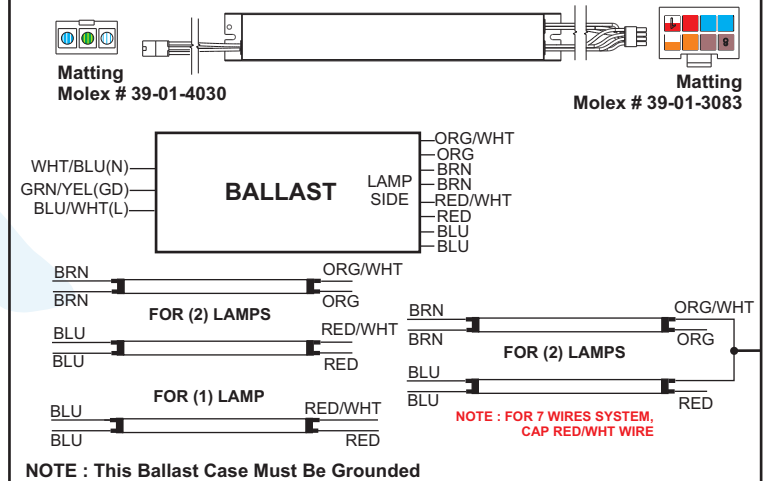 Matting
Molex # 39-01-4030
8
Matting
Molex # 39-01-3083
WHT/BLU(N)
GRN/YEL(GD)
BLU/WHT(L)
BALLAST
LAMP
SIDE
ORG/WHT
ORG
BRN
BRN
RED/WHT
RED
BLU
BLU
BRN
BRN
ORG/WHT
ORG
FOR (2) LAMPS
BLU
BLU
RED/WHT
RED
FOR (1) LAMP
BLU
BLU
RED/WHT
RED
BRN
BRN
ORG/WHT
ORG
FOR (2) LAMPS
BLU
BLU
RED
NOTE : FOR 7 WIRES SYSTEM,
CAP RED/WHT WIRE
NOTE : This Ballast Case Must Be Grounded